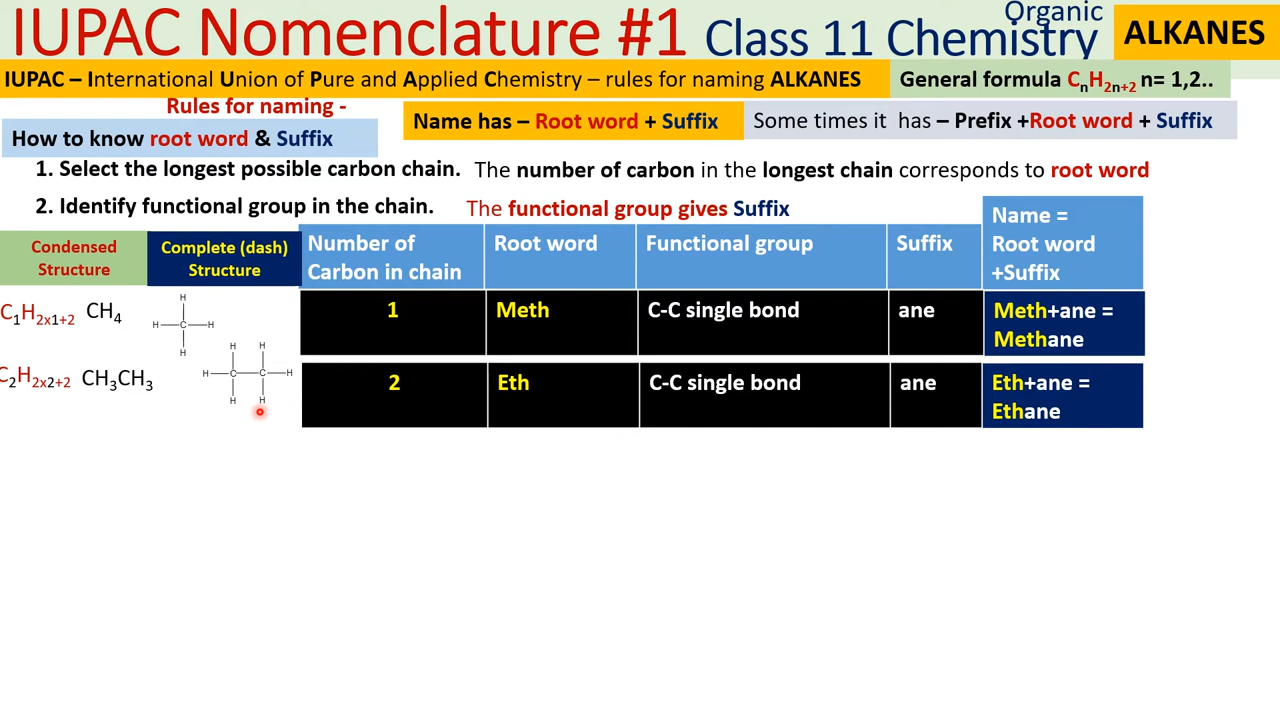 IUPAC Nomenclature #1 Class 11 Chemistry
Organic
ALKANES
IUPAC – International Union of Pure and Applied Chemistry – rules for naming ALKANES
General formula CnH2n+2 n= 1,2..
Rules for naming -
Name has – Root word + Suffix
Some times it has – Prefix +Root word + Suffix
How to know root word & Suffix
1. Select the longest possible carbon chain.
The number of carbon in the longest chain corresponds to root word
2. Identify functional group in the chain.
The functional group gives Suffix
Condensed
Structure
Complete (dash)
Structure
Number of
Carbon in chain
Root word
Functional group
Suffix
Name =
Root word
+Suffix
C1H2x1+2 CH4
H
H C H
H
1
Meth
C-C single bond
ane
Meth+ane =
Methane
C2H2x2+2 CH3CH3
H H
H C C H
H H
2
Eth
C-C single bond
ane
Eth+ane =
Ethane